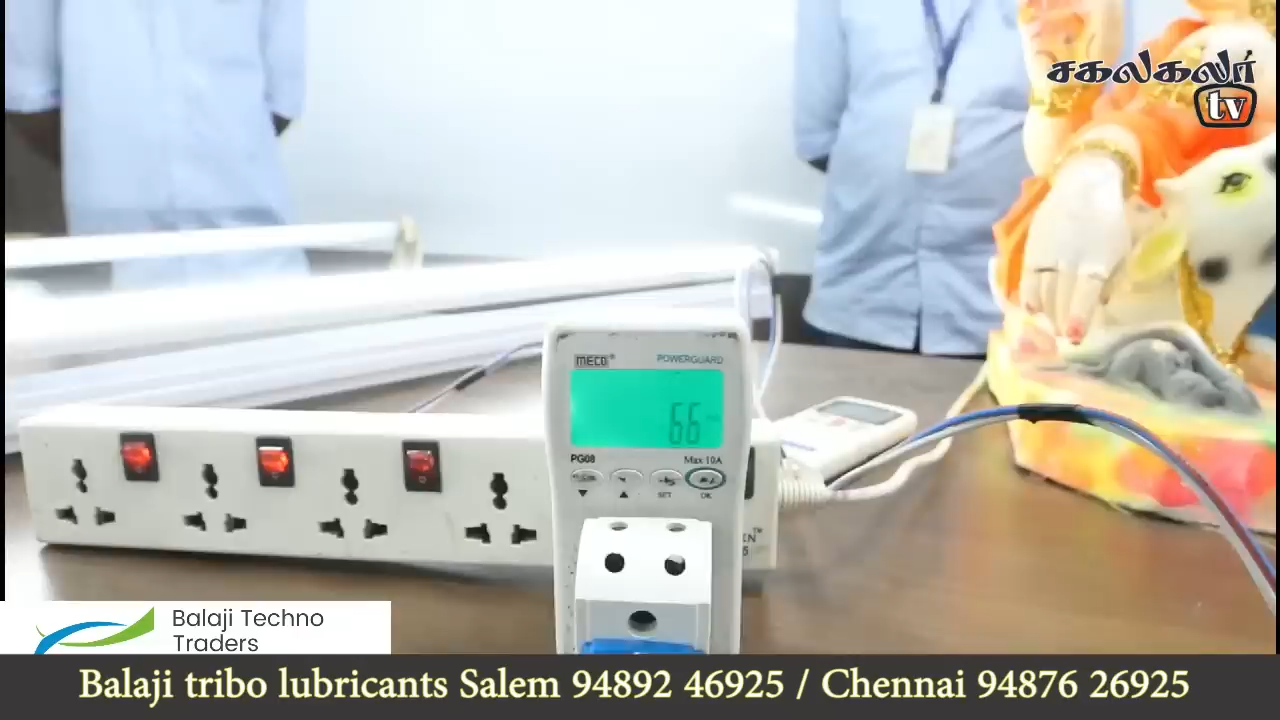 சகலகலர்
tv
MECO® POWERGUARD
66
PG08 Max 10A
SET OK
Balaji Techno
Traders
Balaji tribo lubricants Salem 94892 46925 / Chennai 94876 26925